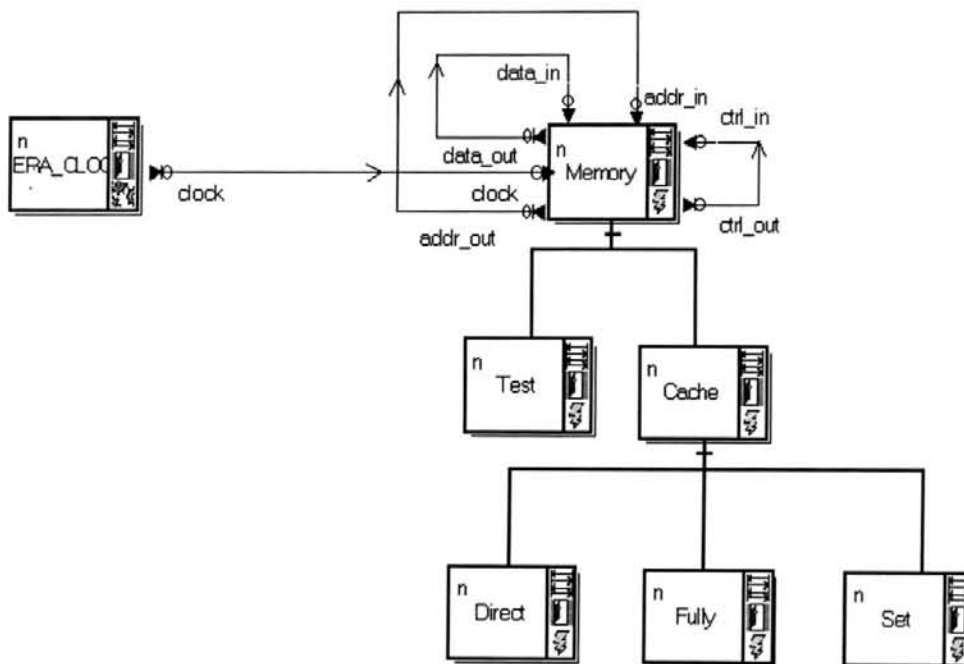 data_in
addr_in
ctrl_in
n
ERA_CLOC
data_out
n
Memory
clock
clock
addr_out
ctrl_out
n
Test
n
Cache
n
Direct
n
Fully
n
Set